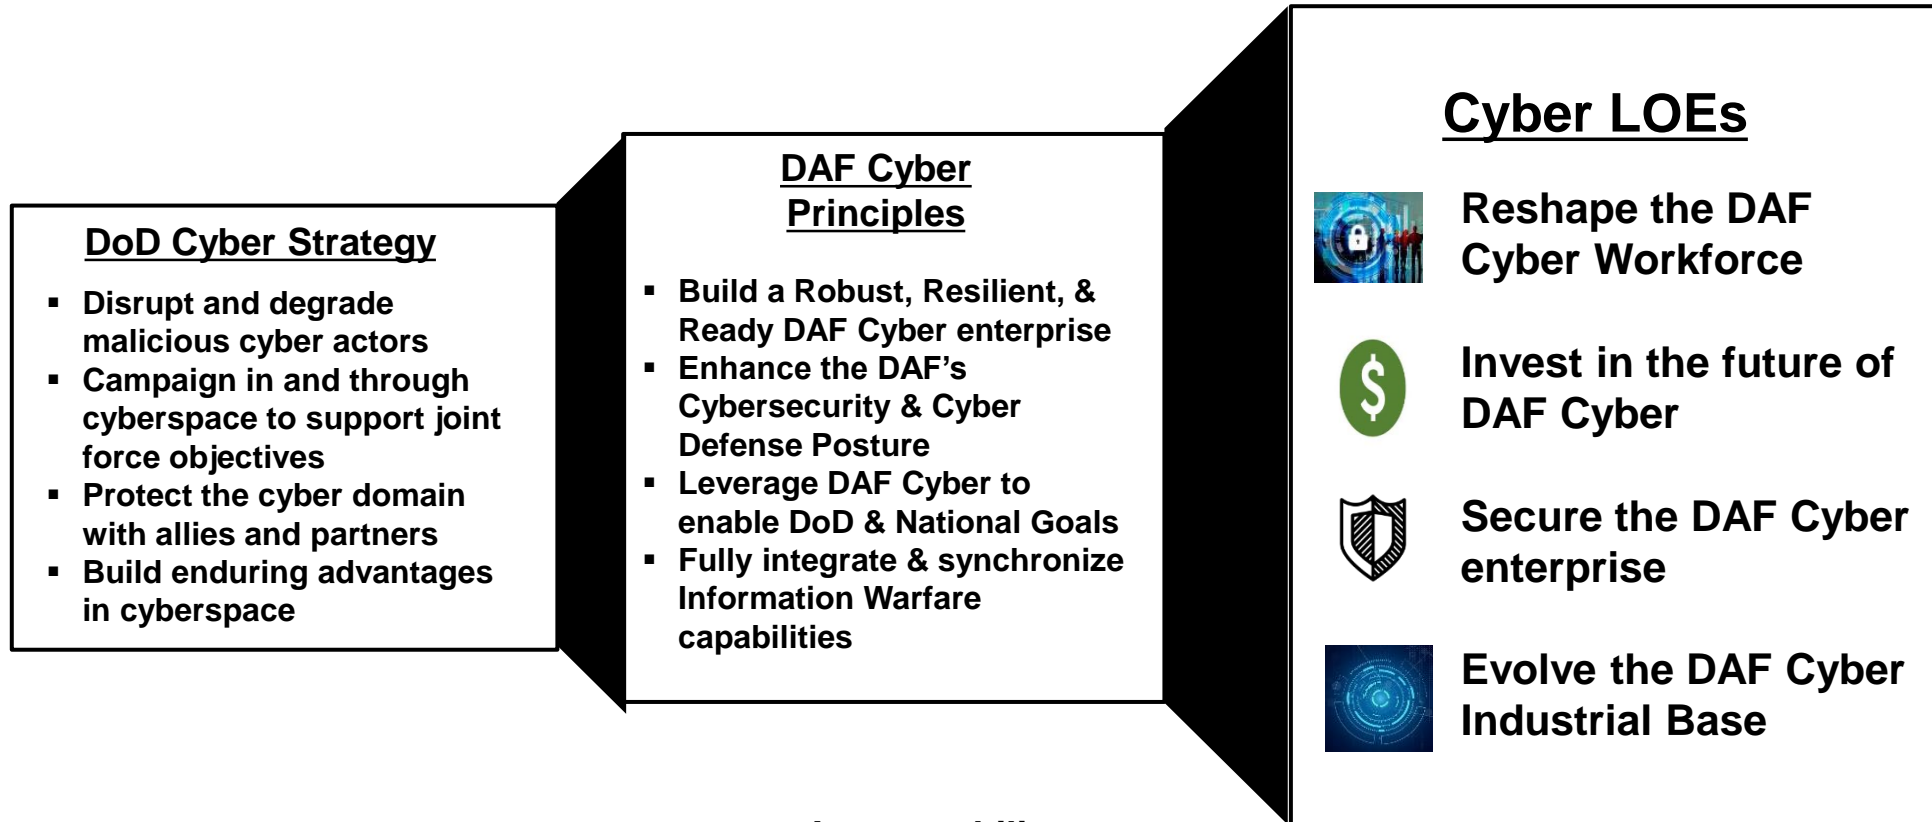 DoD Cyber Strategy
▪ Disrupt and degrade
malicious cyber actors
▪ Campaign in and through
cyberspace to support joint
force objectives
▪ Protect the cyber domain
with allies and partners
▪ Build enduring advantages
in cyberspace
DAF Cyber
Principles
▪ Build a Robust, Resilient, &
Ready DAF Cyber enterprise
▪ Enhance the DAF’s
Cybersecurity & Cyber
Defense Posture
▪ Leverage DAF Cyber to
enable DoD & National Goals
▪ Fully integrate & synchronize
Information Warfare
capabilities
Cyber LOEs
Reshape the DAF
Cyber Workforce
$
Invest in the future of
DAF Cyber
Secure the DAF Cyber
enterprise
Evolve the DAF Cyber
Industrial Base